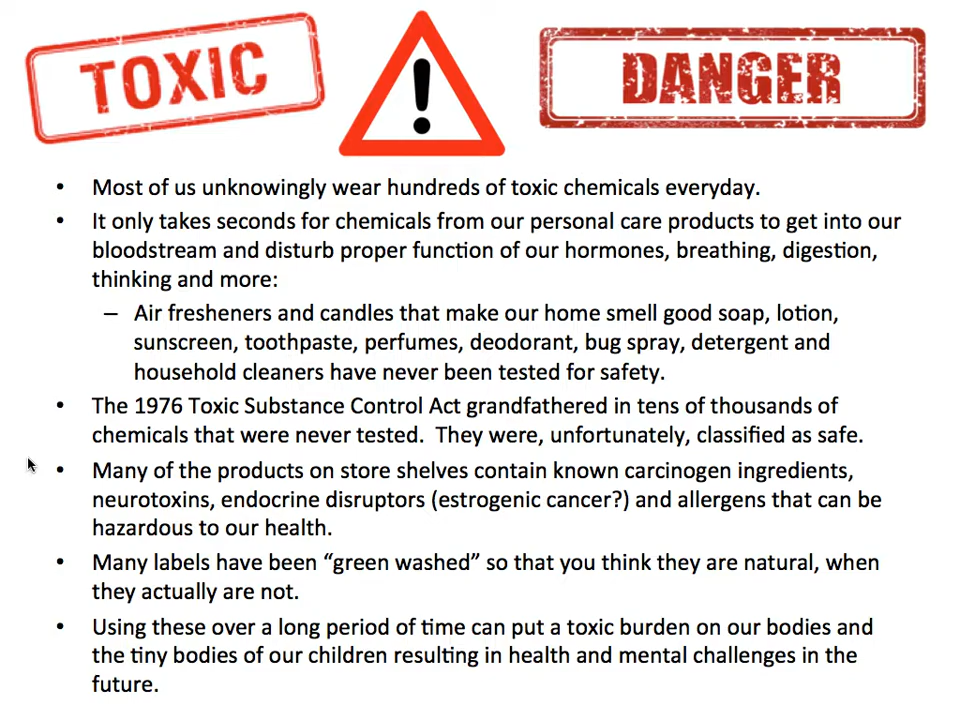 TOXIC
!
DANGER
• Most of us unknowingly wear hundreds of toxic chemicals everyday.
• It only takes seconds for chemicals from our personal care products to get into our
bloodstream and disturb proper function of our hormones, breathing, digestion,
thinking and more:
– Air fresheners and candles that make our home smell good soap, lotion,
sunscreen, toothpaste, perfumes, deodorant, bug spray, detergent and
household cleaners have never been tested for safety.
• The 1976 Toxic Substance Control Act grandfathered in tens of thousands of
chemicals that were never tested.  They were, unfortunately, classified as safe.
• Many of the products on store shelves contain known carcinogen ingredients,
neurotoxins, endocrine disruptors (estrogenic cancer?) and allergens that can be
hazardous to our health.
• Many labels have been “green washed” so that you think they are natural, when
they actually are not.
• Using these over a long period of time can put a toxic burden on our bodies and
the tiny bodies of our children resulting in health and mental challenges in the
future.